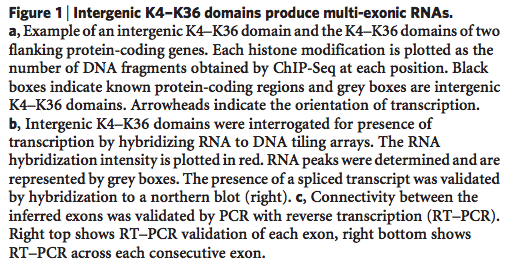 Figure 1 | Intergenic K4–K36 domains produce multi-exonic RNAs.
a, Example of an intergenic K4–K36 domain and the K4–K36 domains of two
flanking protein-coding genes. Each histone modification is plotted as the
number of DNA fragments obtained by ChIP-Seq at each position. Black
boxes indicate known protein-coding regions and grey boxes are intergenic
K4–K36 domains. Arrowheads indicate the orientation of transcription.
b, Intergenic K4–K36 domains were interrogated for presence of
transcription by hybridizing RNA to DNA tiling arrays. The RNA
hybridization intensity is plotted in red. RNA peaks were determined and are
represented by grey boxes. The presence of a spliced transcript was validated
by hybridization to a northern blot (right). c, Connectivity between the
inferred exons was validated by PCR with reverse transcription (RT–PCR).
Right top shows RT–PCR validation of each exon, right bottom shows
RT–PCR across each consecutive exon.